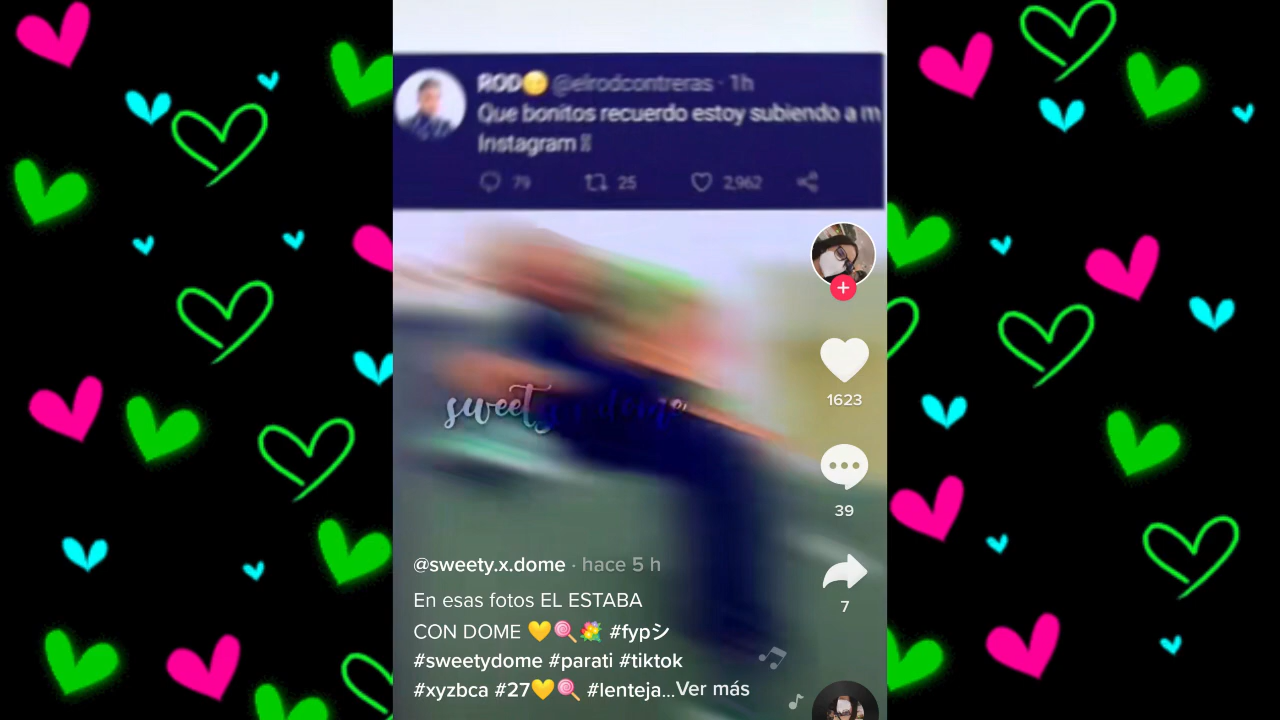 ROD @elrodcontreras · 1h
Que bonitos recuerdo estoy subiendo a m
Instagram
79 25 2,962
sweety.x.dome
1623
39
7
@sweety.x.dome · hace 5 h
En esas fotos EL ESTABA
CON DOME 💛🍭💐 #fypシ
#sweetydome #parati #tiktok
#xyzbca #27💛🍭 #lenteja...Ver más